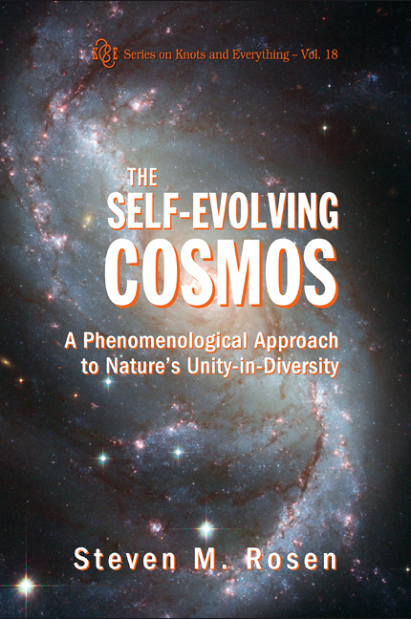 K E Series on Knots and Everything – Vol. 18
THE
SELF-EVOLVING
COSMOS
A Phenomenological Approach
to Nature's Unity-in-Diversity
Steven M. Rosen